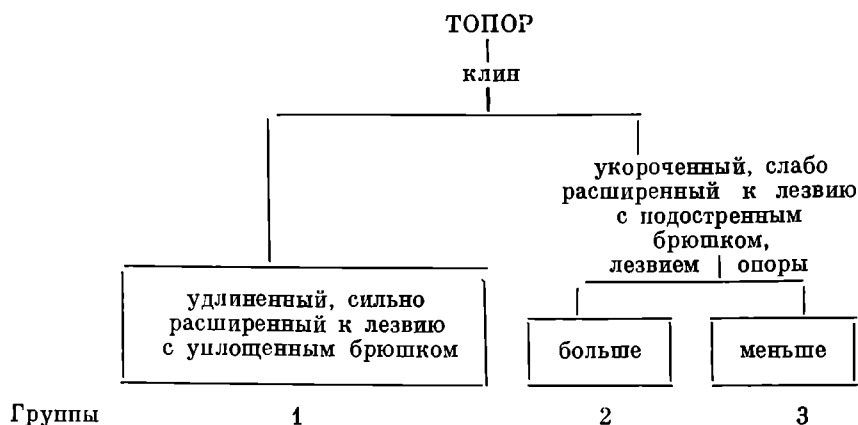 ТОПОР
клин
укороченный, слабо
расширенный к лезвию
с подостренным
брюшком,
лезвием | опоры
удлиненный, сильно
расширенный к лезвию
с уплощенным брюшком
больше
меньше
Группы 1 2 3